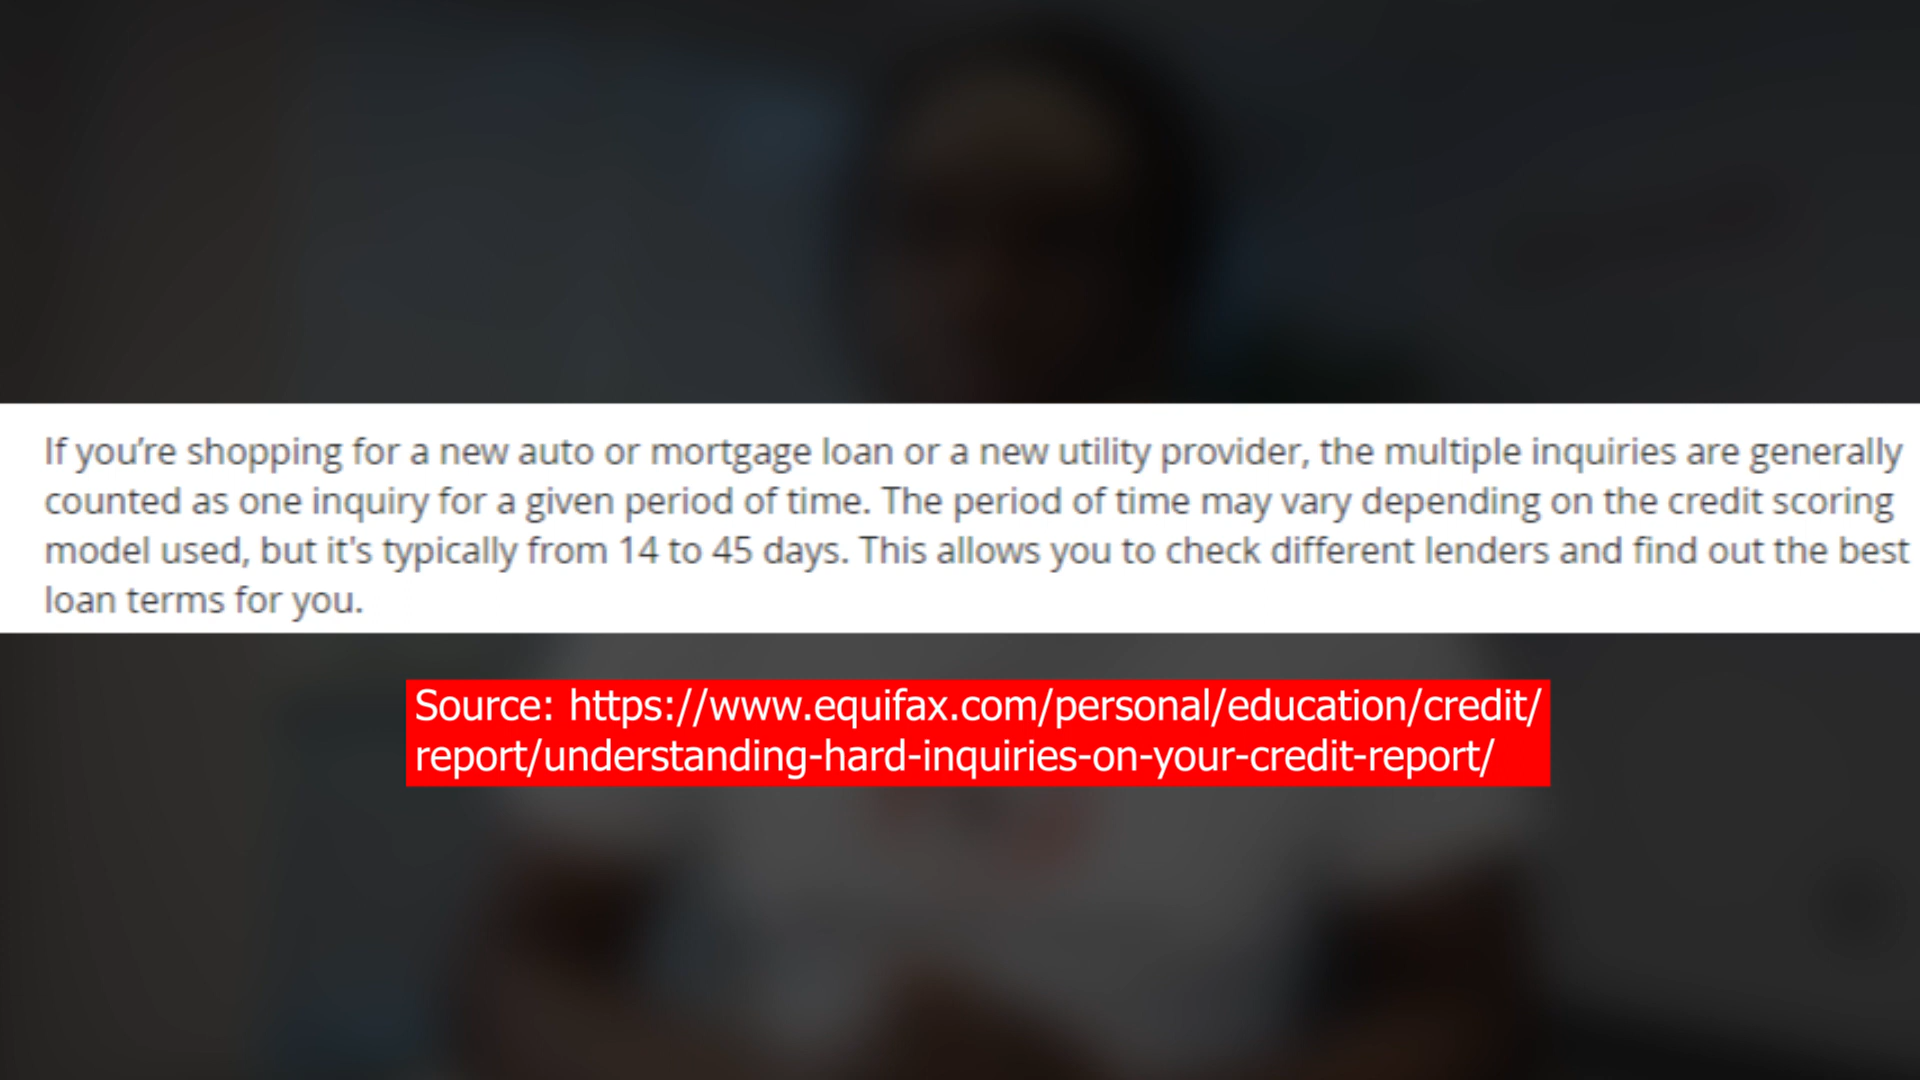 If you’re shopping for a new auto or mortgage loan or a new utility provider, the multiple inquiries are generally
counted as one inquiry for a given period of time. The period of time may vary depending on the credit scoring
model used, but it's typically from 14 to 45 days. This allows you to check different lenders and find out the best
loan terms for you.
Source: https://www.equifax.com/personal/education/credit/
report/understanding-hard-inquiries-on-your-credit-report/